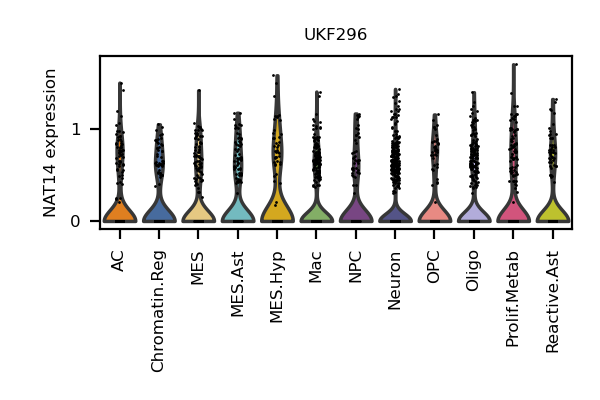 UKF296
NAT14 expression
1
0
AC
Chromatin.Reg
MES
MES.Ast
MES.Hyp
Mac
NPC
Neuron
OPC
Oligo
Prolif.Metab
Reactive.Ast